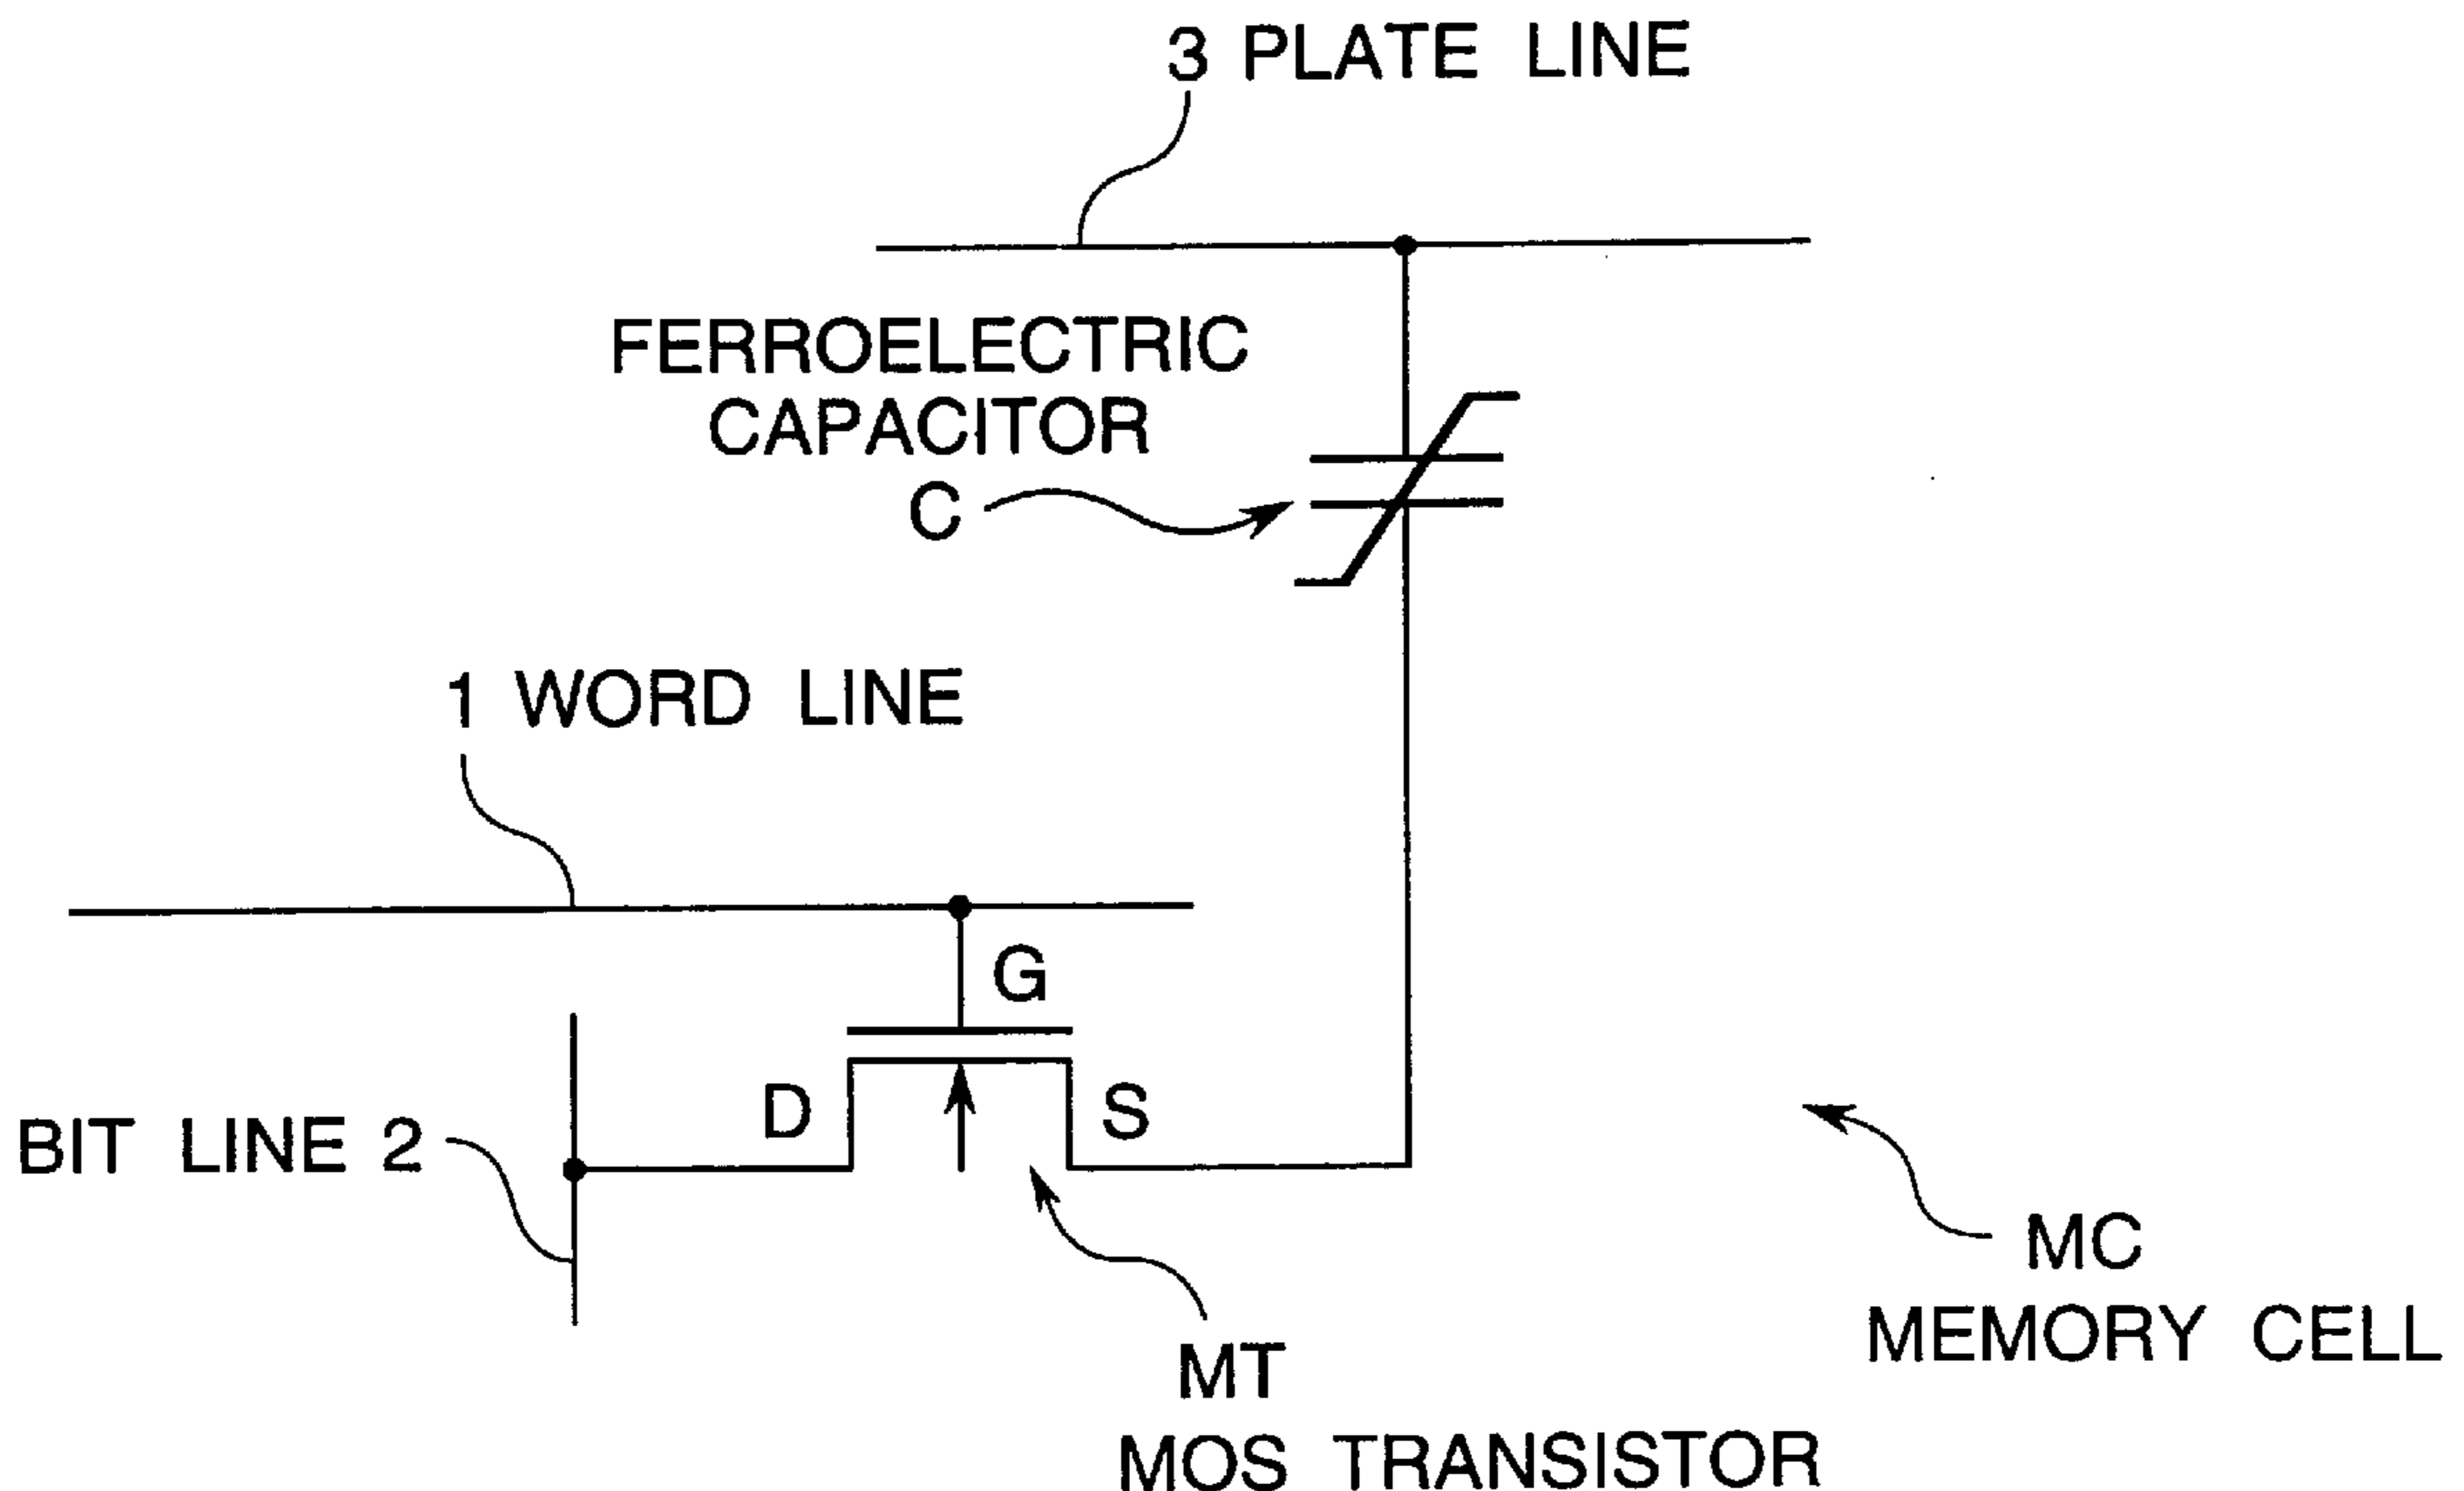 3 PLATE LINE
FERROELECTRIC
CAPACITOR
C
1 WORD LINE
G
D
S
BIT LINE 2
MC
MEMORY CELL
MT
MOS TRANSISTOR